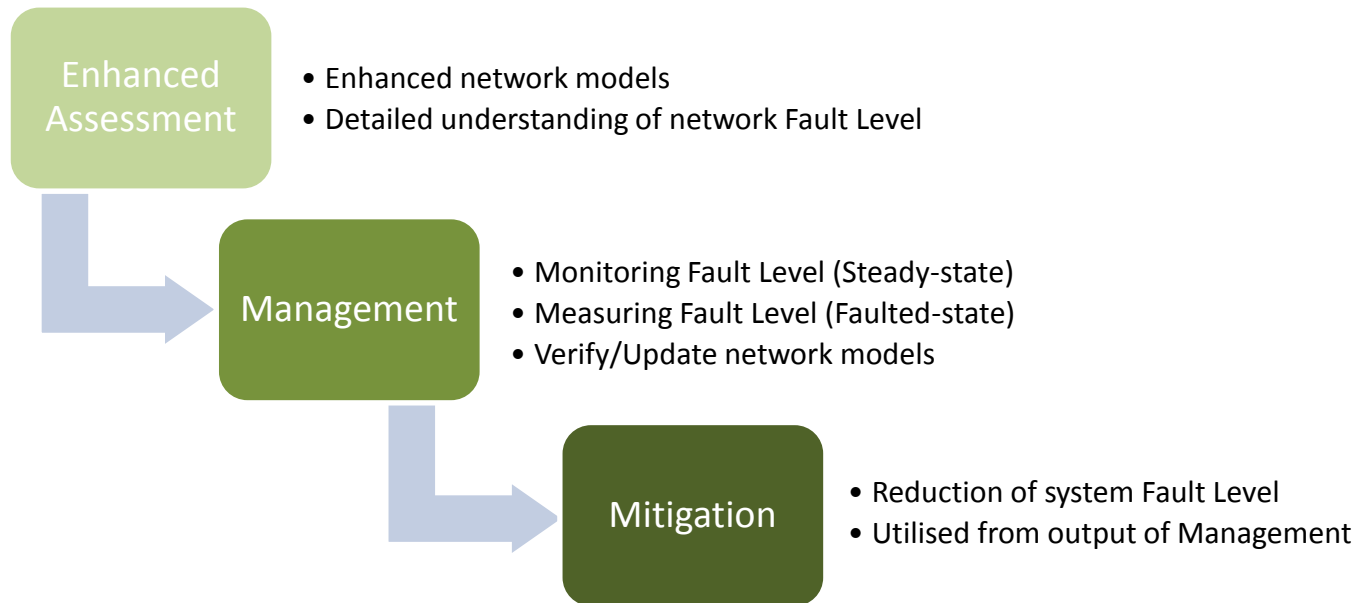 Enhanced
Assessment
• Enhanced network models
• Detailed understanding of network Fault Level
Management
• Monitoring Fault Level (Steady-state)
• Measuring Fault Level (Faulted-state)
• Verify/Update network models
Mitigation
• Reduction of system Fault Level
• Utilised from output of Management